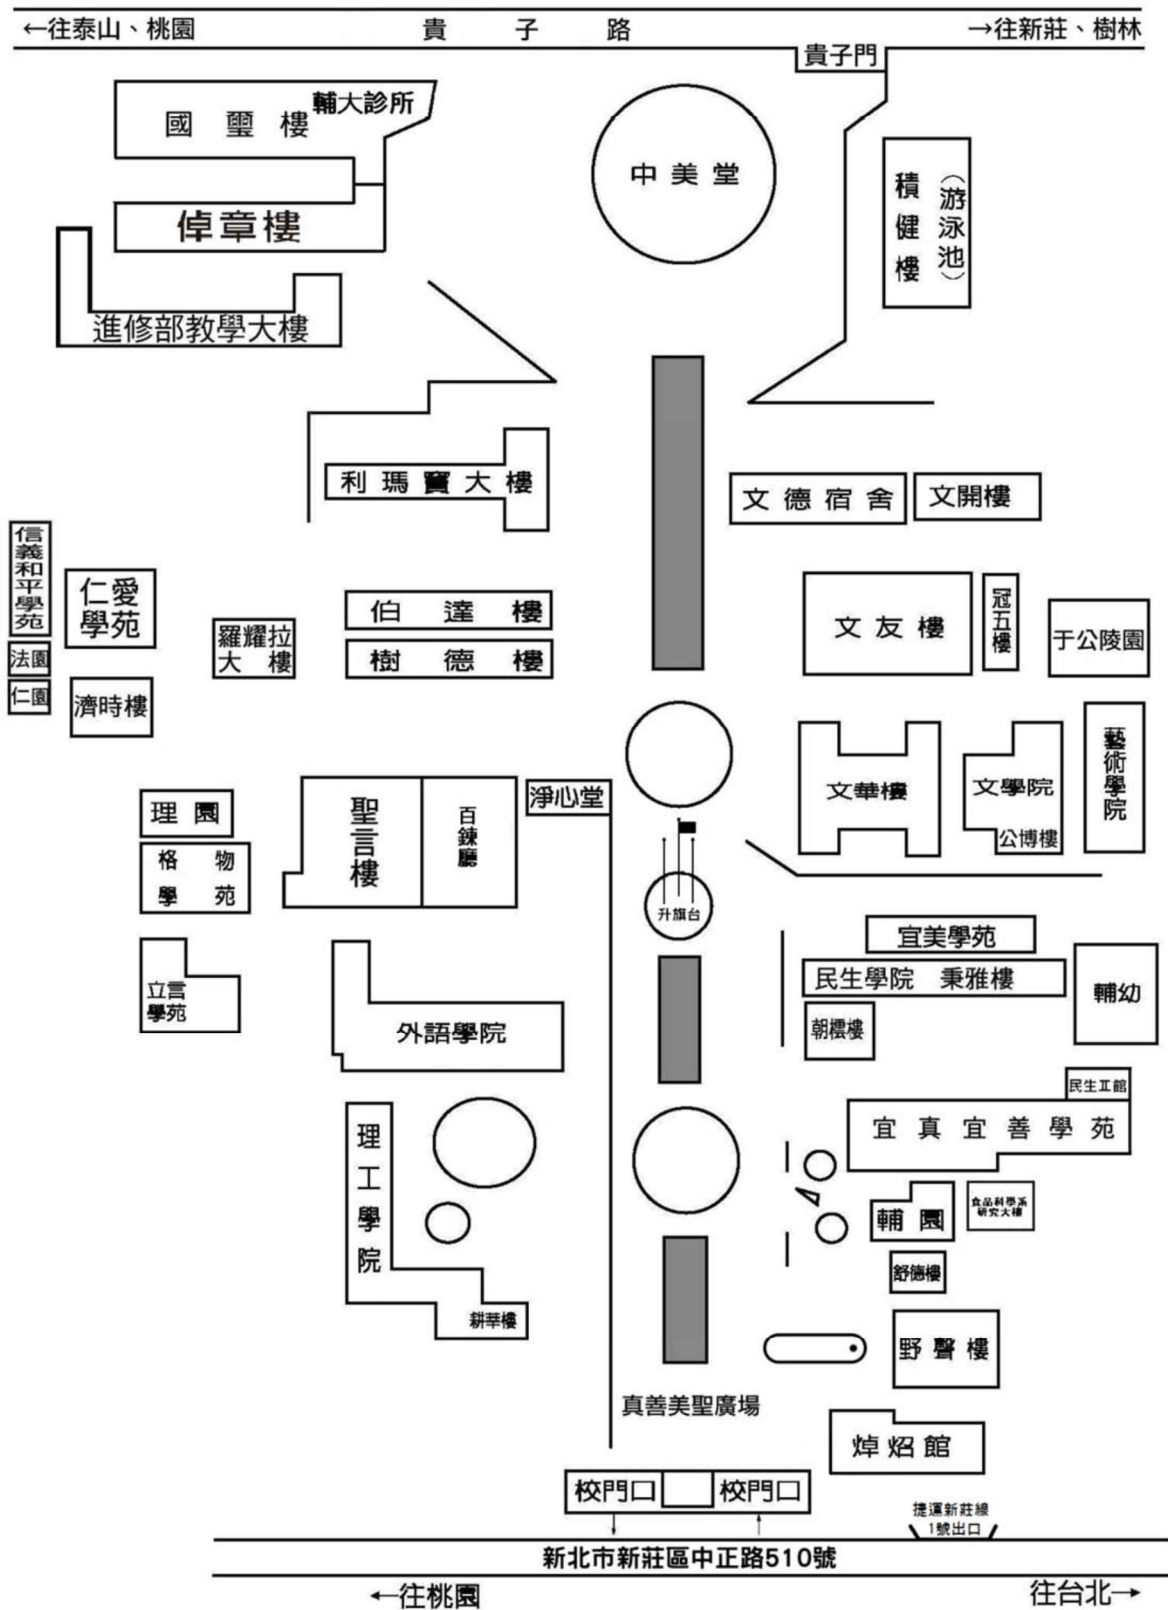 ←往泰山、桃園
貴子路
→往新莊、樹林
貴子門
國璽樓
輔大診所
中美堂
積健樓
（游泳池）
倬章樓
進修部教學大樓
利瑪竇大樓
文德宿舍
文開樓
信義和平學苑
仁愛
學苑
羅耀拉
大樓
伯達樓
樹德樓
文友樓
冠五樓
于公陵園
法園
仁園
濟時樓
理園
格物
學苑
聖言樓
百鍊廳
淨心堂
文華樓
文學院
公博樓
藝術學院
升旗台
立言
學苑
外語學院
宜美學苑
民生學院 秉雅樓
朝橒樓
輔幼
民生II館
宜真宜善學苑
理工學院
耕莘樓
輔園
食品科學系
研究大樓
舒德樓
野聲樓
真善美聖廣場
焯炤館
校門口
校門口
捷運新莊線
1號出口
新北市新莊區中正路510號
←往桃園
往台北→